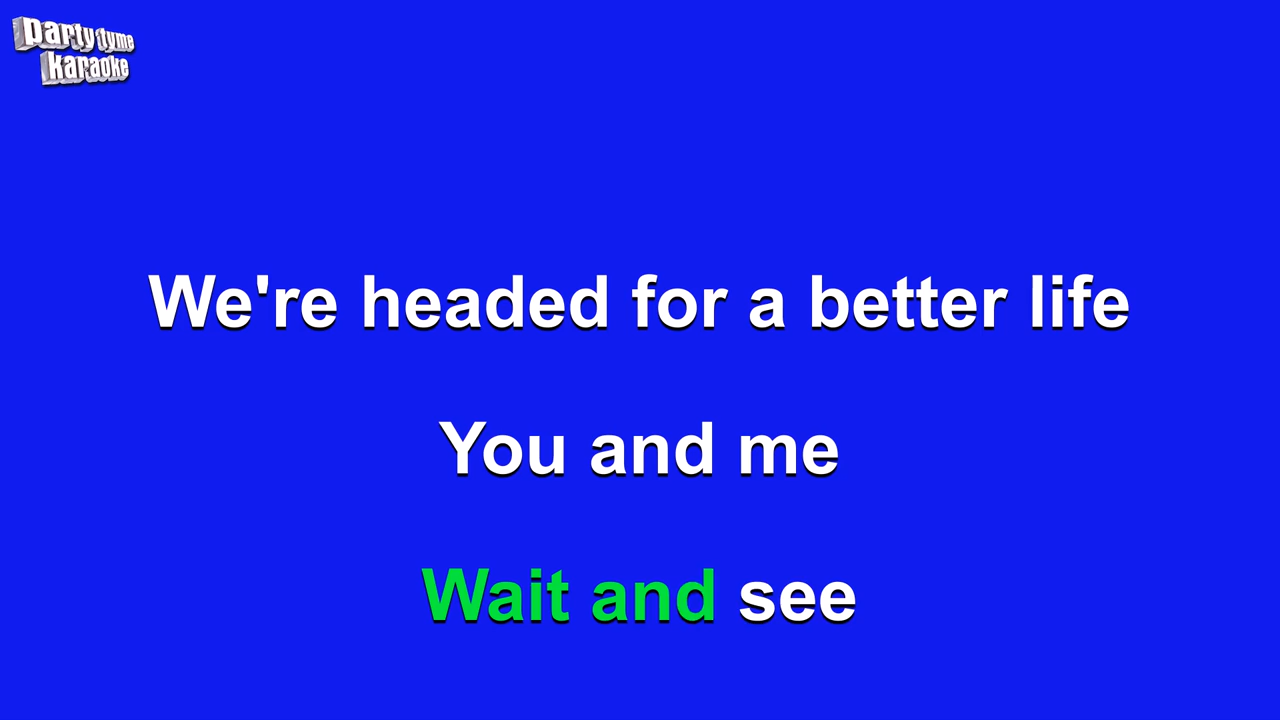 party tyme
karaoke
We're headed for a better life
You and me
Wait and see